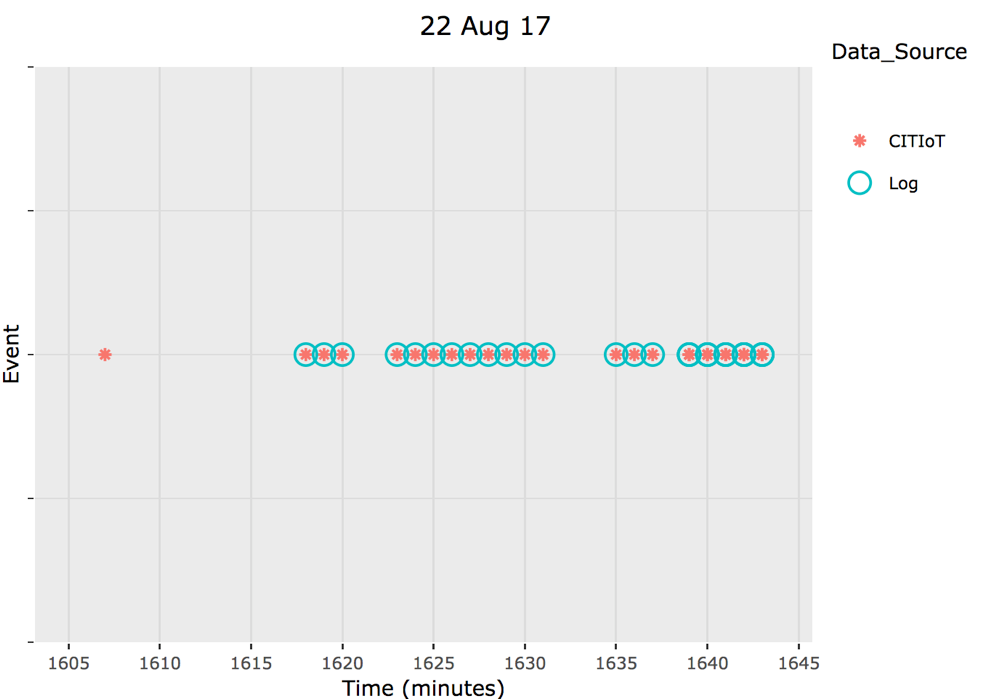 22 Aug 17
Data_Source
CITIoT
Log
Event
1605 1610 1615 1620 1625 1630 1635 1640 1645
Time (minutes)